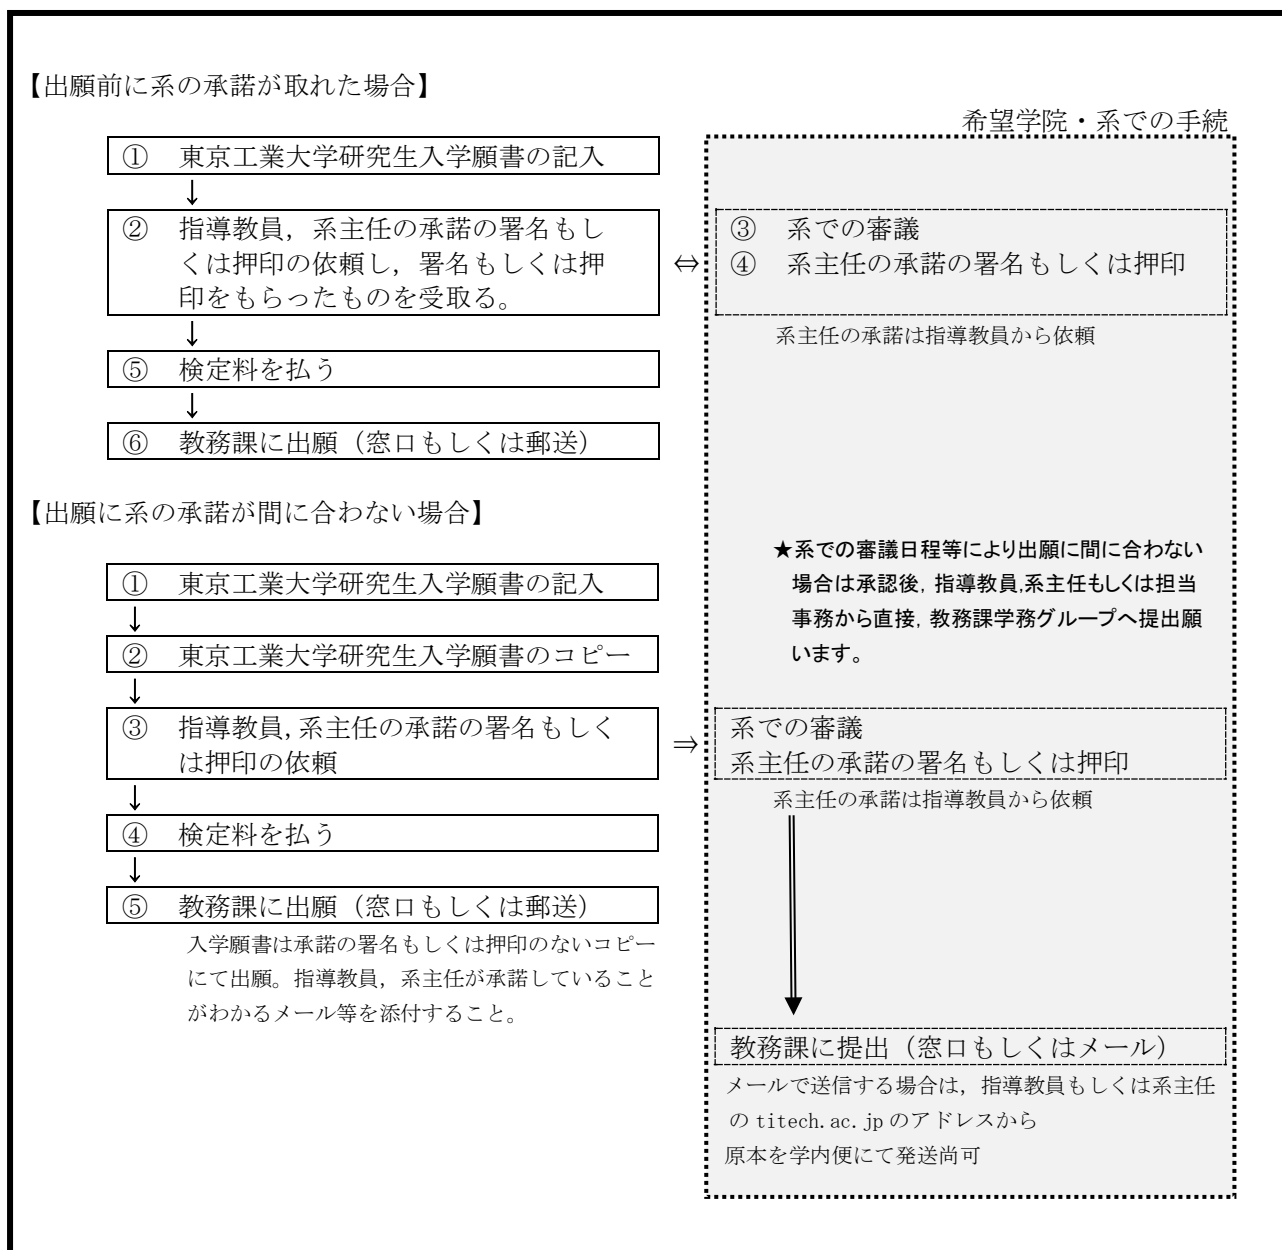 【出願前に系の承諾が取れた場合】
希望学院・系での手続
① 東京工業大学研究生入学願書の記入
↓
② 指導教員，系主任の承諾の署名もし
くは押印の依頼し，署名もしくは押
印をもらったものを受取る。
⇔
③ 系での審議
④ 系主任の承諾の署名もしくは押印
系主任の承諾は指導教員から依頼
↓
⑤ 検定料を払う
↓
⑥ 教務課に出願（窓口もしくは郵送）
【出願に系の承諾が間に合わない場合】
★系での審議日程等により出願に間に合わない
場合は承認後，指導教員，系主任もしくは担当
事務から直接，教務課学務グループへ提出願
います。
① 東京工業大学研究生入学願書の記入
↓
② 東京工業大学研究生入学願書のコピー
↓
③ 指導教員，系主任の承諾の署名もしく
は押印の依頼
⇒
系での審議
系主任の承諾の署名もしくは押印
系主任の承諾は指導教員から依頼
↓
④ 検定料を払う
↓
⑤ 教務課に出願（窓口もしくは郵送）
入学願書は承諾の署名もしくは押印のないコピー
にて出願。指導教員，系主任が承諾していること
がわかるメール等を添付すること。
教務課に提出（窓口もしくはメール）
メールで送信する場合は，指導教員もしくは系主任
の titech.ac.jp のアドレスから
原本を学内便にて発送尚可